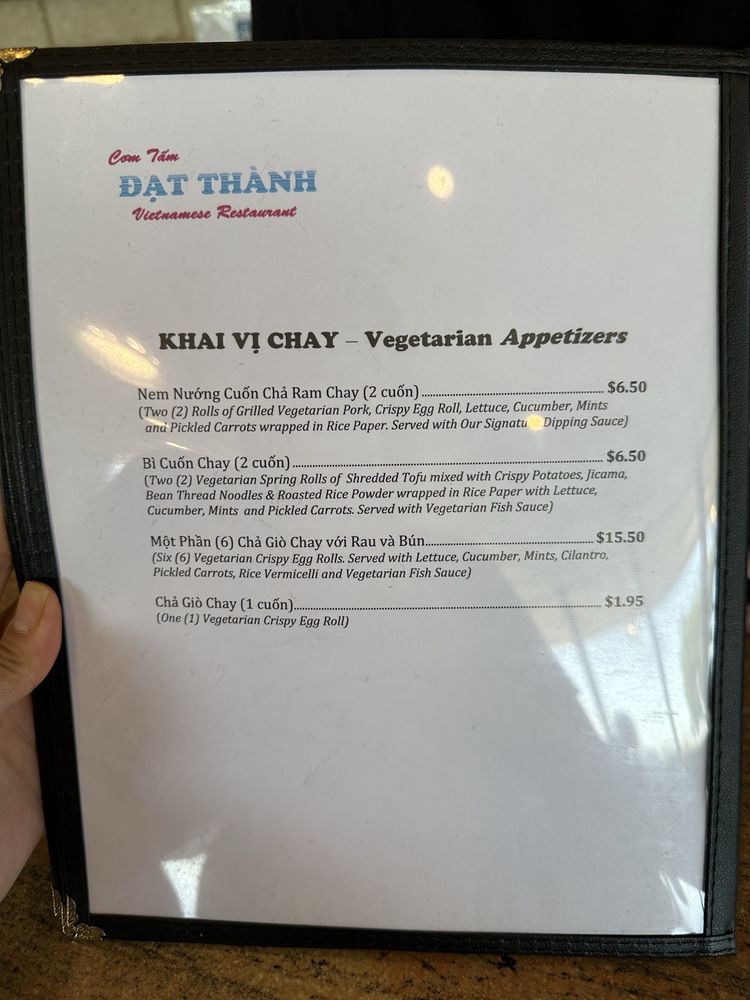 Cơm Tấm
ĐẠT THÀNH
Vietnamese Restaurant
KHAI VỊ CHAY – Vegetarian Appetizers
Nem Nướng Cuốn Chả Ram Chay (2 cuốn)........................................ $6.50
(Two (2) Rolls of Grilled Vegetarian Pork, Crispy Egg Roll, Lettuce, Cucumber, Mints
and Pickled Carrots wrapped in Rice Paper. Served with Our Dipping Sauce)
Bì Cuốn Chay (2 cuốn)........................................ $6.50
(Two (2) Vegetarian Spring Rolls of Shredded Tofu mixed with Crispy Potatoes, Jicama,
Bean Thread Noodles & Roasted Rice Powder wrapped in Rice Paper with Lettuce,
Cucumber, Mints and Pickled Carrots. Served with Vegetarian Fish Sauce)
Một Phần (6) Chả Giò Chay với Rau và Bún........................................ $15.50
(Six (6) Vegetarian Crispy Egg Rolls. Served with Lettuce, Cucumber, Mints, Cilantro,
Pickled Carrots, Rice Vermicelli and Vegetarian Fish Sauce)
Chả Giò Chay (1 cuốn)........................................ $1.95
(One (1) Vegetarian Crispy Egg Roll)